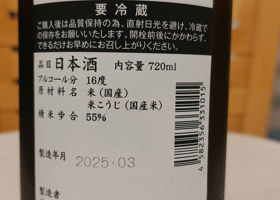 要冷蔵
ご購入後は品質保持の為、直射日光を避け、冷蔵で
の保存をお願いいたします。開栓前後にかかわらず、
できるだけお早めにお召し上がりください。
品目 日本酒 内容量 720ml
アルコール分 16度
原材料名 米(国産)
米こうじ(国産米)
精米歩合 55%
製造年月 2025・03
製造者
4582356331015